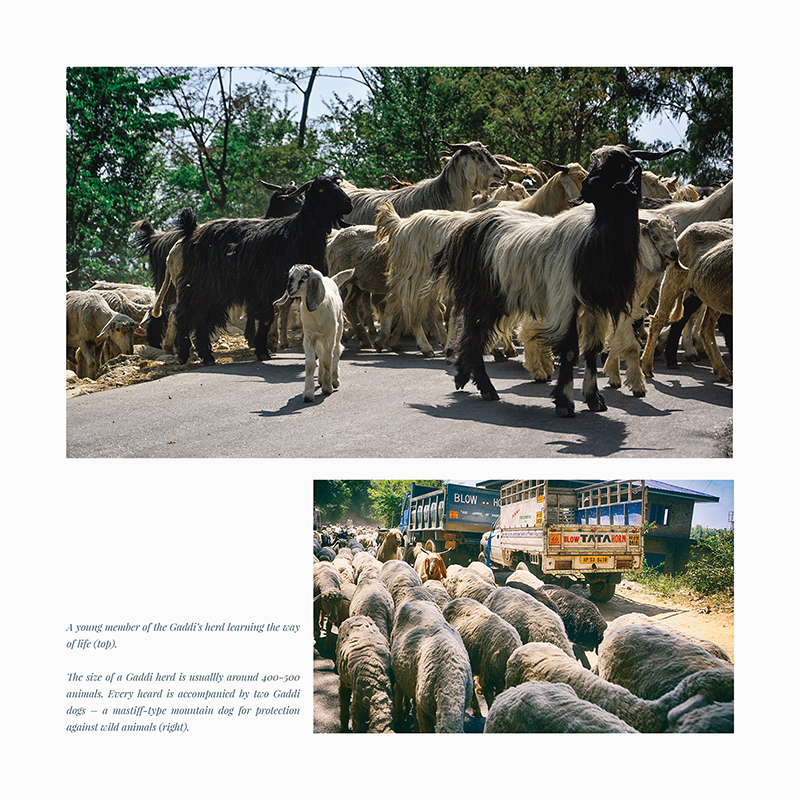 BLOW HO
BLOW TATA HORN
A young member of the Gaddi's herd learning the way
of life (top).
The size of a Gaddi herd is usuallly around 400-500
animals. Every heard is accompanied by two Gaddi
dogs – a mastiff-type mountain dog for protection
against wild animals (right).